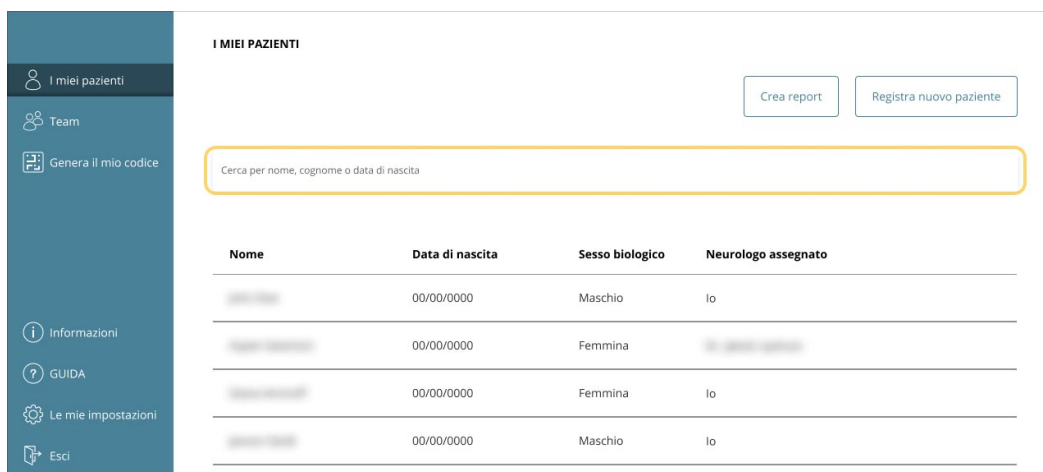 I MIEI PAZIENTI
I miei pazienti
Team
Genera il mio codice
Informazioni
GUIDA
Le mie impostazioni
Esci
Crea report
Registra nuovo paziente
Cerca per nome, cognome o data di nascita
Nome Data di nascita Sesso biologico Neurologo assegnato
00/00/0000 Maschio Io
00/00/0000 Femmina
00/00/0000 Femmina Io
00/00/0000 Maschio Io